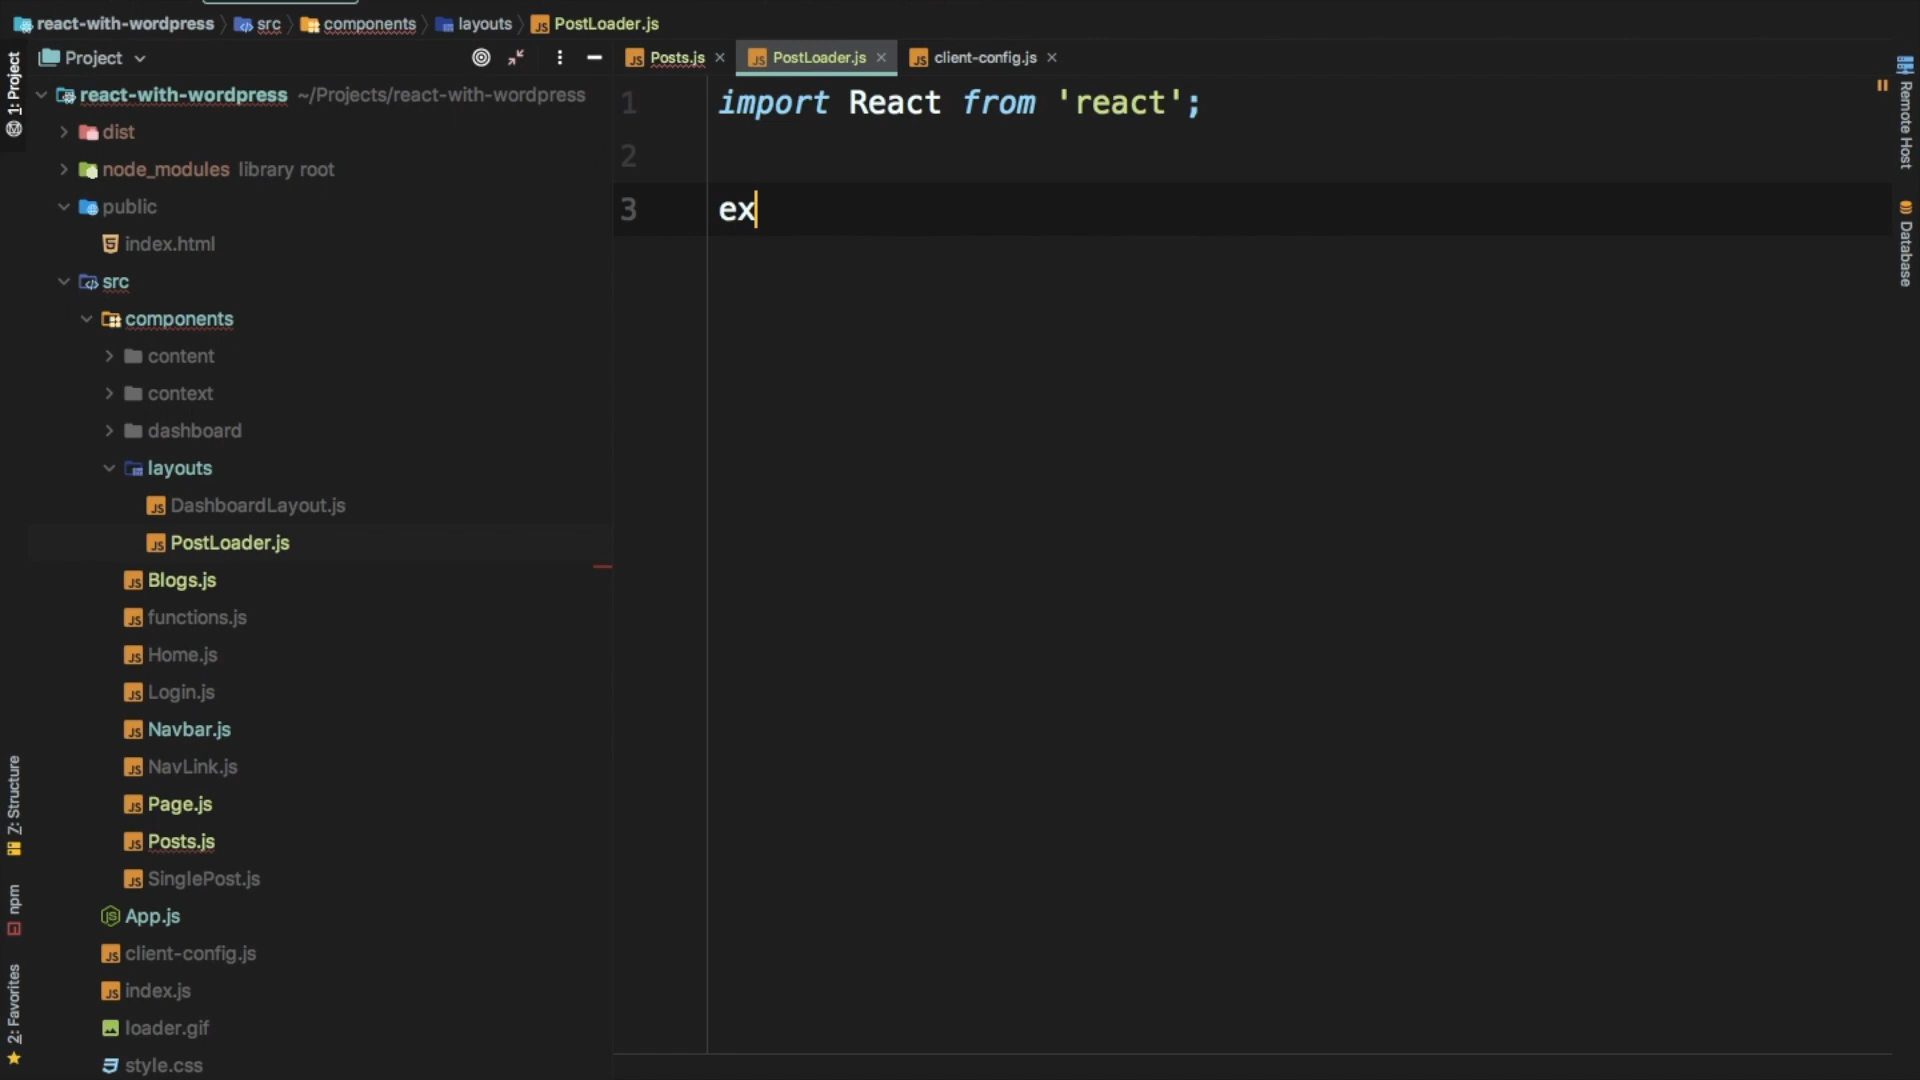 react-with-wordpress src components layouts PostLoader.js
Project
Posts.js PostLoader.js client-config.js
1: Project
react-with-wordpress ~/Projects/react-with-wordpress
dist
node_modules library root
public
index.html
src
components
content
context
dashboard
layouts
DashboardLayout.js
PostLoader.js
Blogs.js
functions.js
Home.js
Login.js
Navbar.js
NavLink.js
Page.js
Posts.js
SinglePost.js
App.js
client-config.js
index.js
loader.gif
style.css
Z: Structure
npm
2: Favorites
1 import React from 'react';
2
3 ex
Remote Host
Database